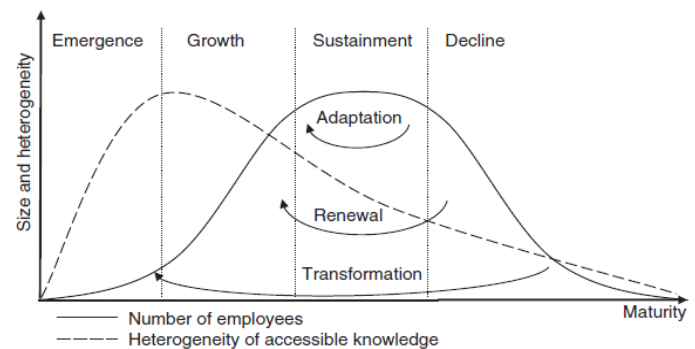 Emergence Growth Sustainment Decline
Size and heterogeneity
Adaptation
Renewal
Transformation
Maturity
Number of employees
Heterogeneity of accessible knowledge